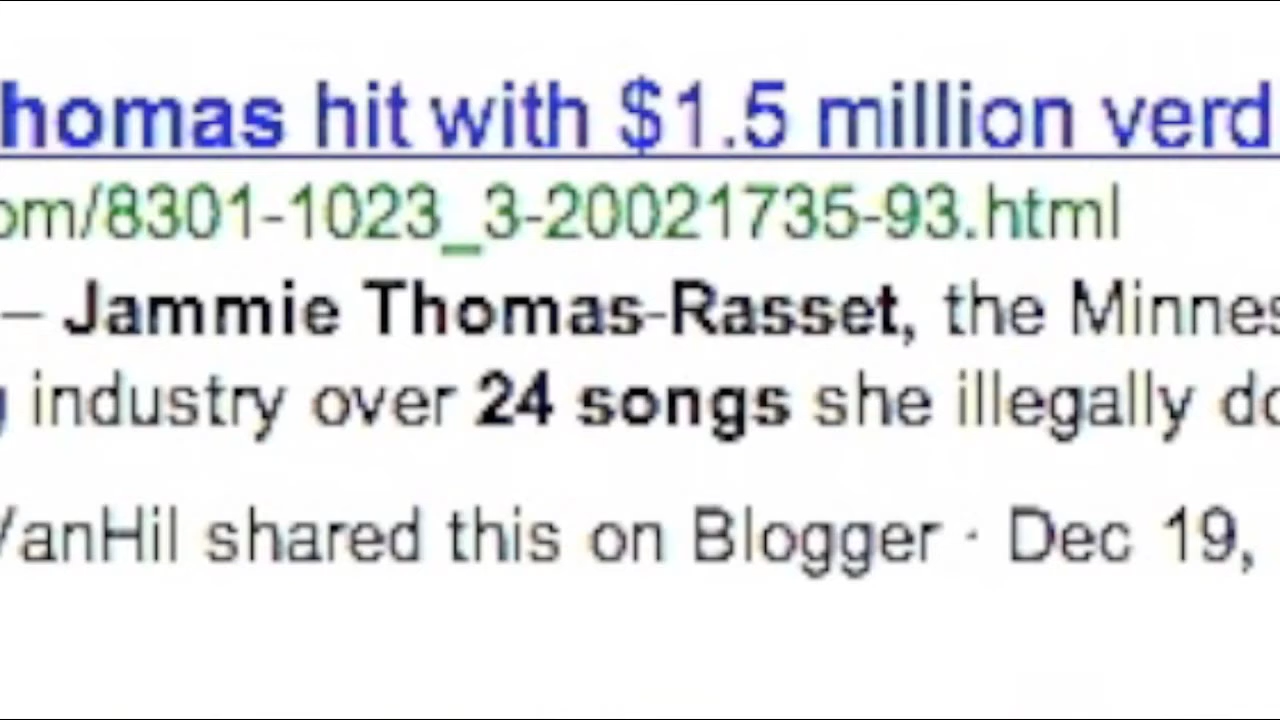 homas hit with $1.5 million verd
om/8301-1023_3-20021735-93.html
– Jammie Thomas-Rasset, the Minnes
g industry over 24 songs she illegally do
VanHil shared this on Blogger · Dec 19,